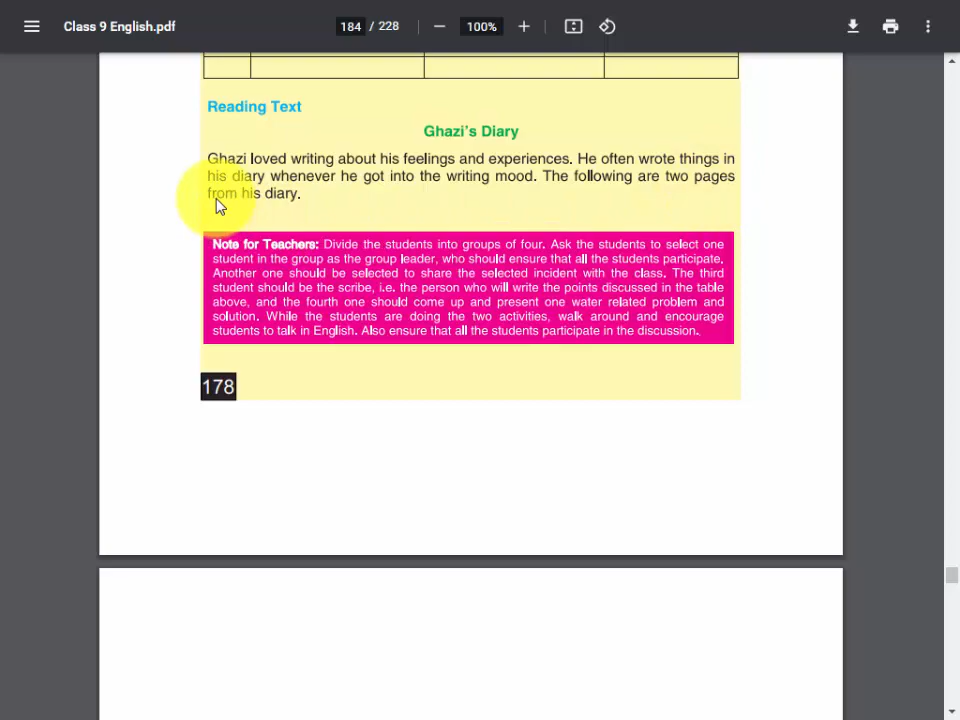 Class 9 English.pdf
184 / 228
100%
Reading Text
Ghazi's Diary
Ghazi loved writing about his feelings and experiences. He often wrote things in
his diary whenever he got into the writing mood. The following are two pages
from his diary.
Note for Teachers: Divide the students into groups of four. Ask the students to select one
student in the group as the group leader, who should ensure that all the students participate.
Another one should be selected to share the selected incident with the class. The third
student should be the scribe, i.e. the person who will write the points discussed in the table
above, and the fourth one should come up and present one water related problem and
solution. While the students are doing the two activities, walk around and encourage
students to talk in English. Also ensure that all the students participate in the discussion.
178